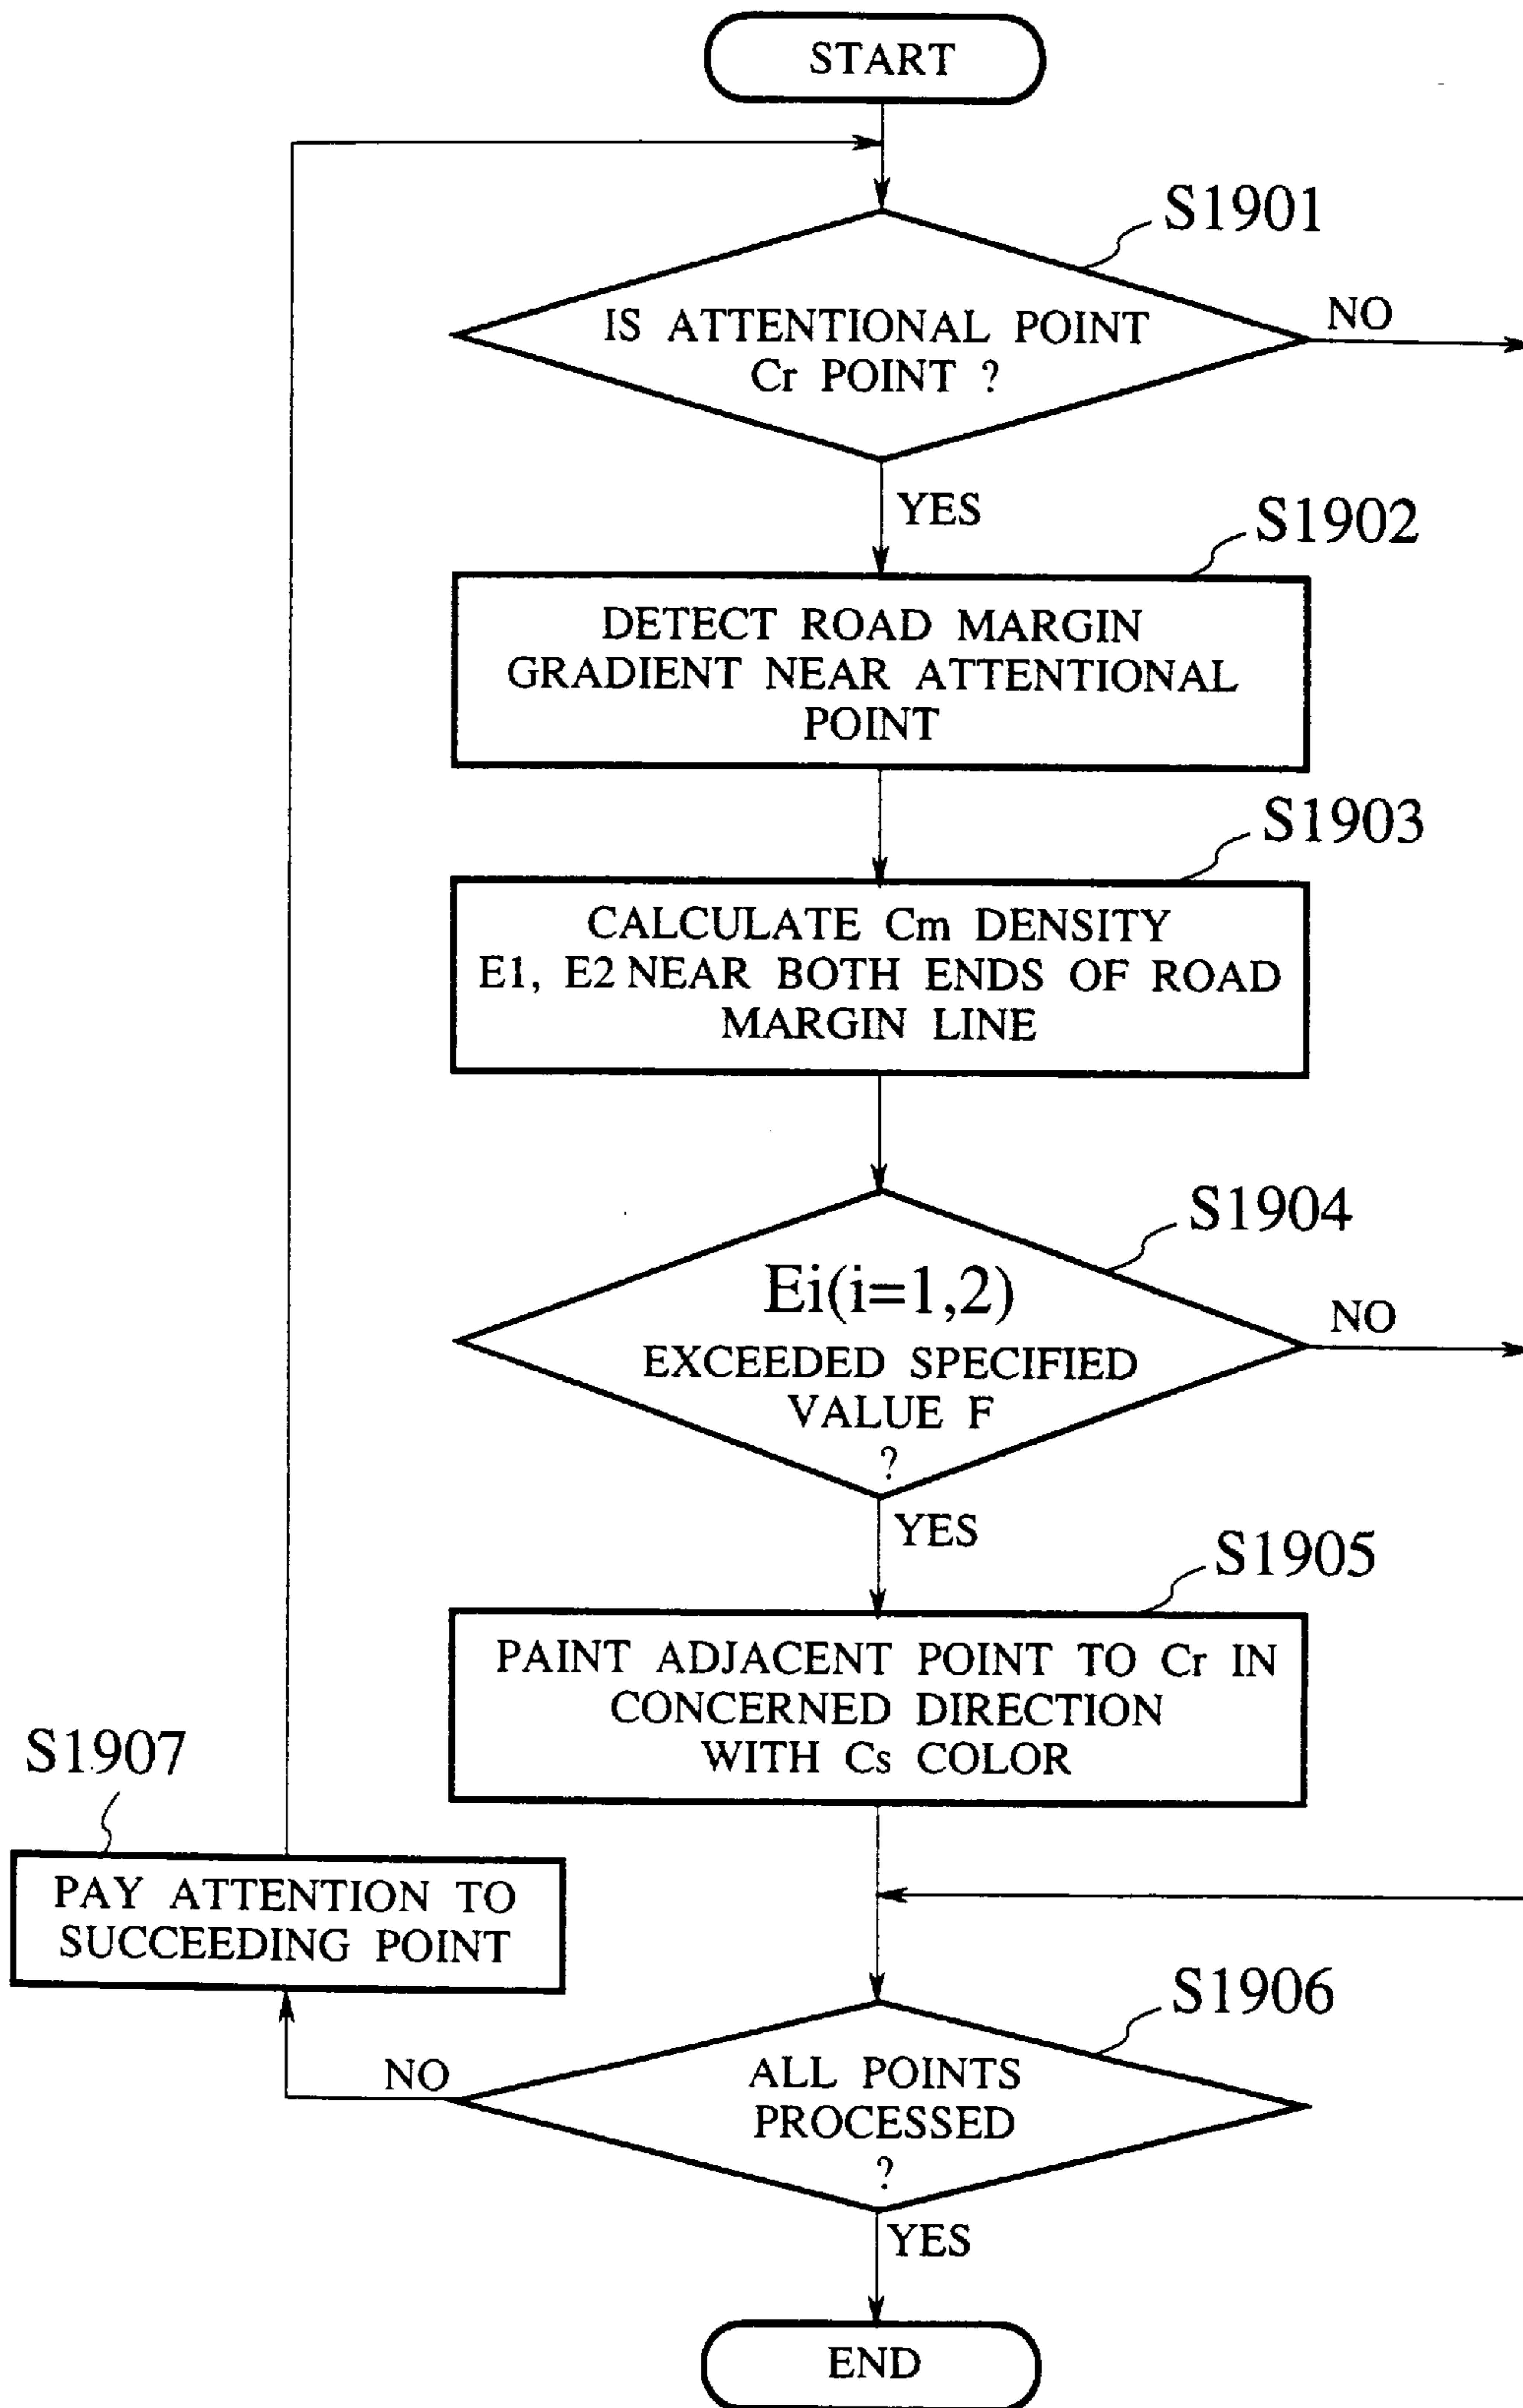 START
S1901
IS ATTENTIONAL POINT
Cr POINT ?
NO
YES
S1902
DETECT ROAD MARGIN
GRADIENT NEAR ATTENTIONAL
POINT
S1903
CALCULATE Cm DENSITY
E1, E2 NEAR BOTH ENDS OF ROAD
MARGIN LINE
S1904
Ei(i=1,2)
EXCEEDED SPECIFIED
VALUE F
?
NO
YES
S1905
PAINT ADJACENT POINT TO Cr IN
CONCERNED DIRECTION
WITH Cs COLOR
S1907
PAY ATTENTION TO
SUCCEEDING POINT
S1906
ALL POINTS
PROCESSED
?
NO
YES
END